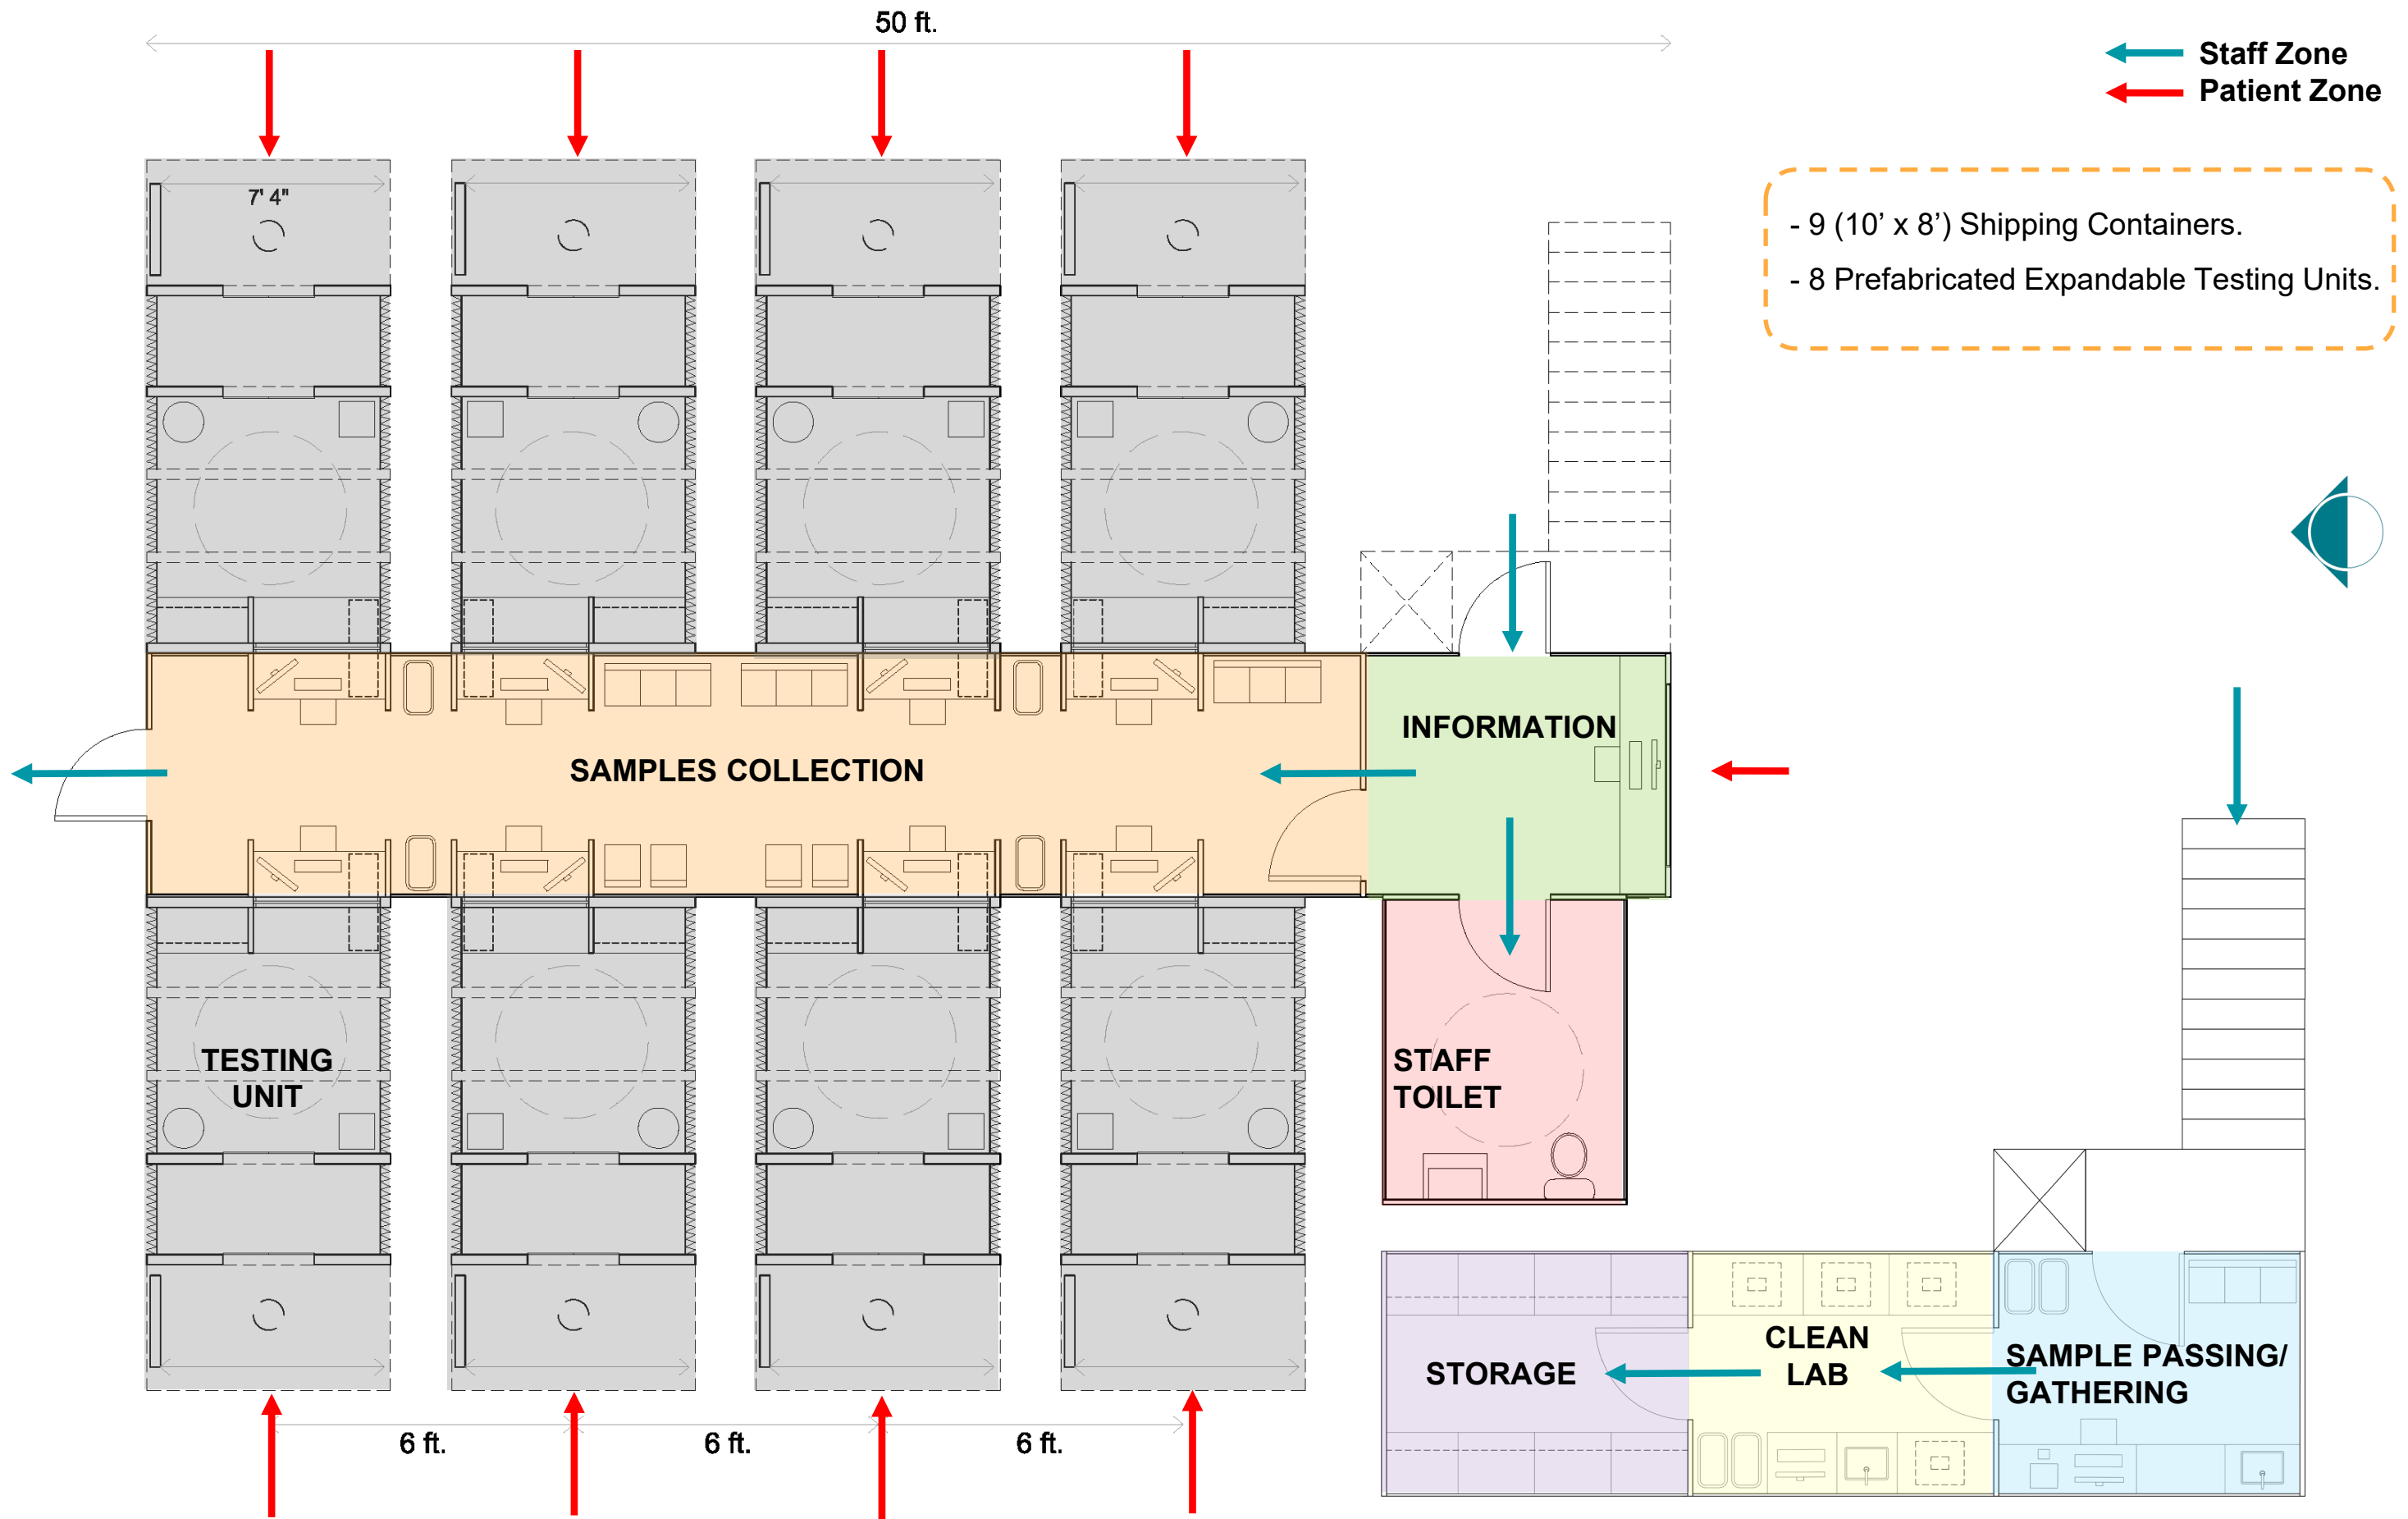 50 ft.
Staff Zone
Patient Zone
7' 4"
- 9 (10’ x 8’) Shipping Containers.
- 8 Prefabricated Expandable Testing Units.
INFORMATION
SAMPLES COLLECTION
TESTING
UNIT
STAFF
TOILET
STORAGE
CLEAN
LAB
SAMPLE PASSING/
GATHERING
6 ft.
6 ft.
6 ft.